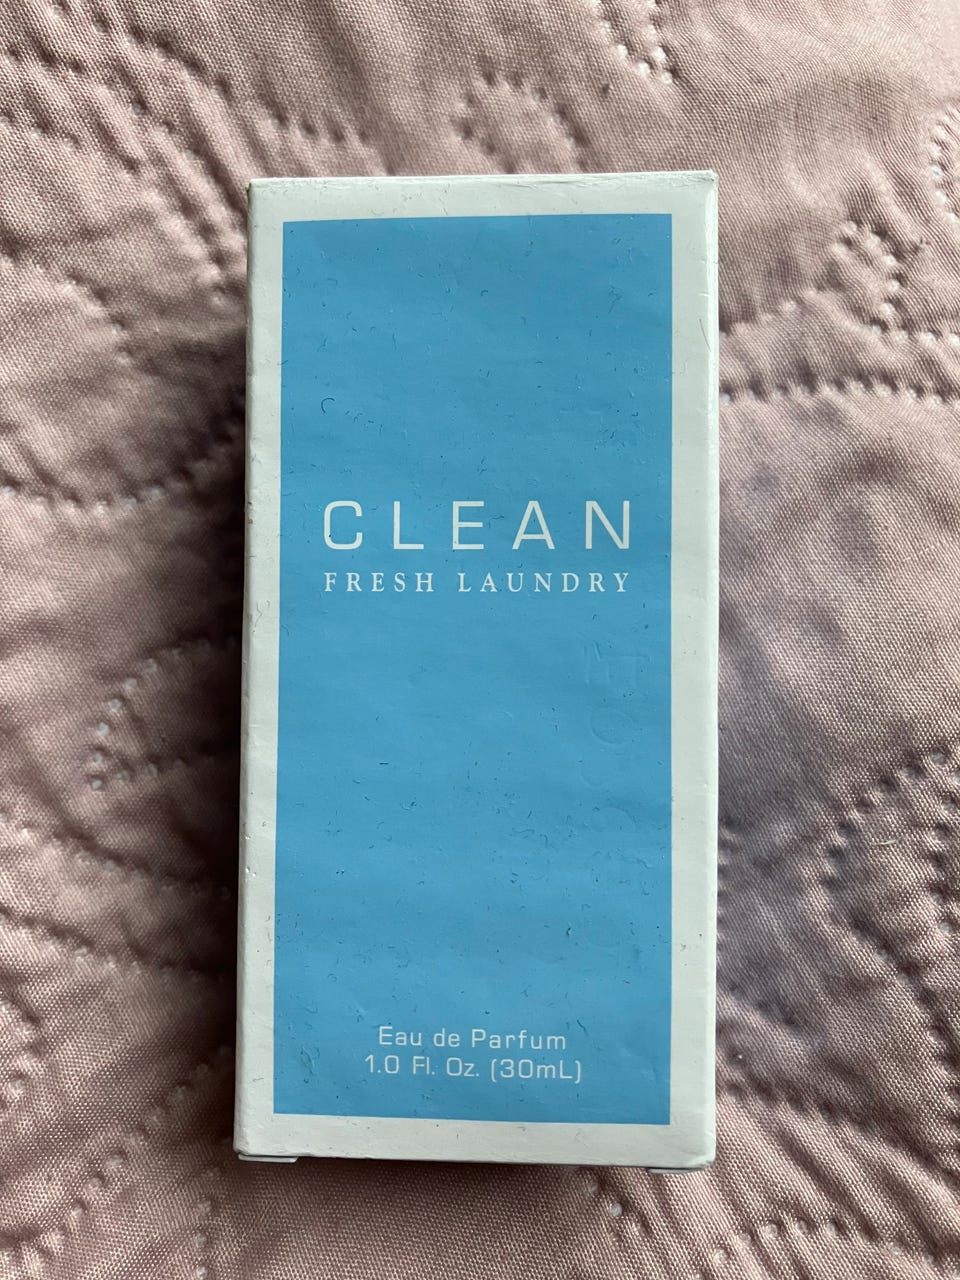 CLEAN
FRESH LAUNDRY
Eau de Parfum
1.0 Fl. Oz. (30mL)